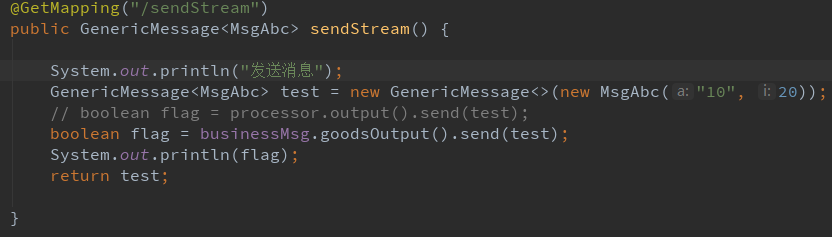 @GetMapping("/sendStream")
public GenericMessage<MsgAbc> sendStream() {
System.out.println("发送消息");
GenericMessage<MsgAbc> test = new GenericMessage<>(new MsgAbc( a: "10", i: 20));
// boolean flag = processor.output().send(test);
boolean flag = businessMsg.goodsOutput().send(test);
System.out.println(flag);
return test;
}